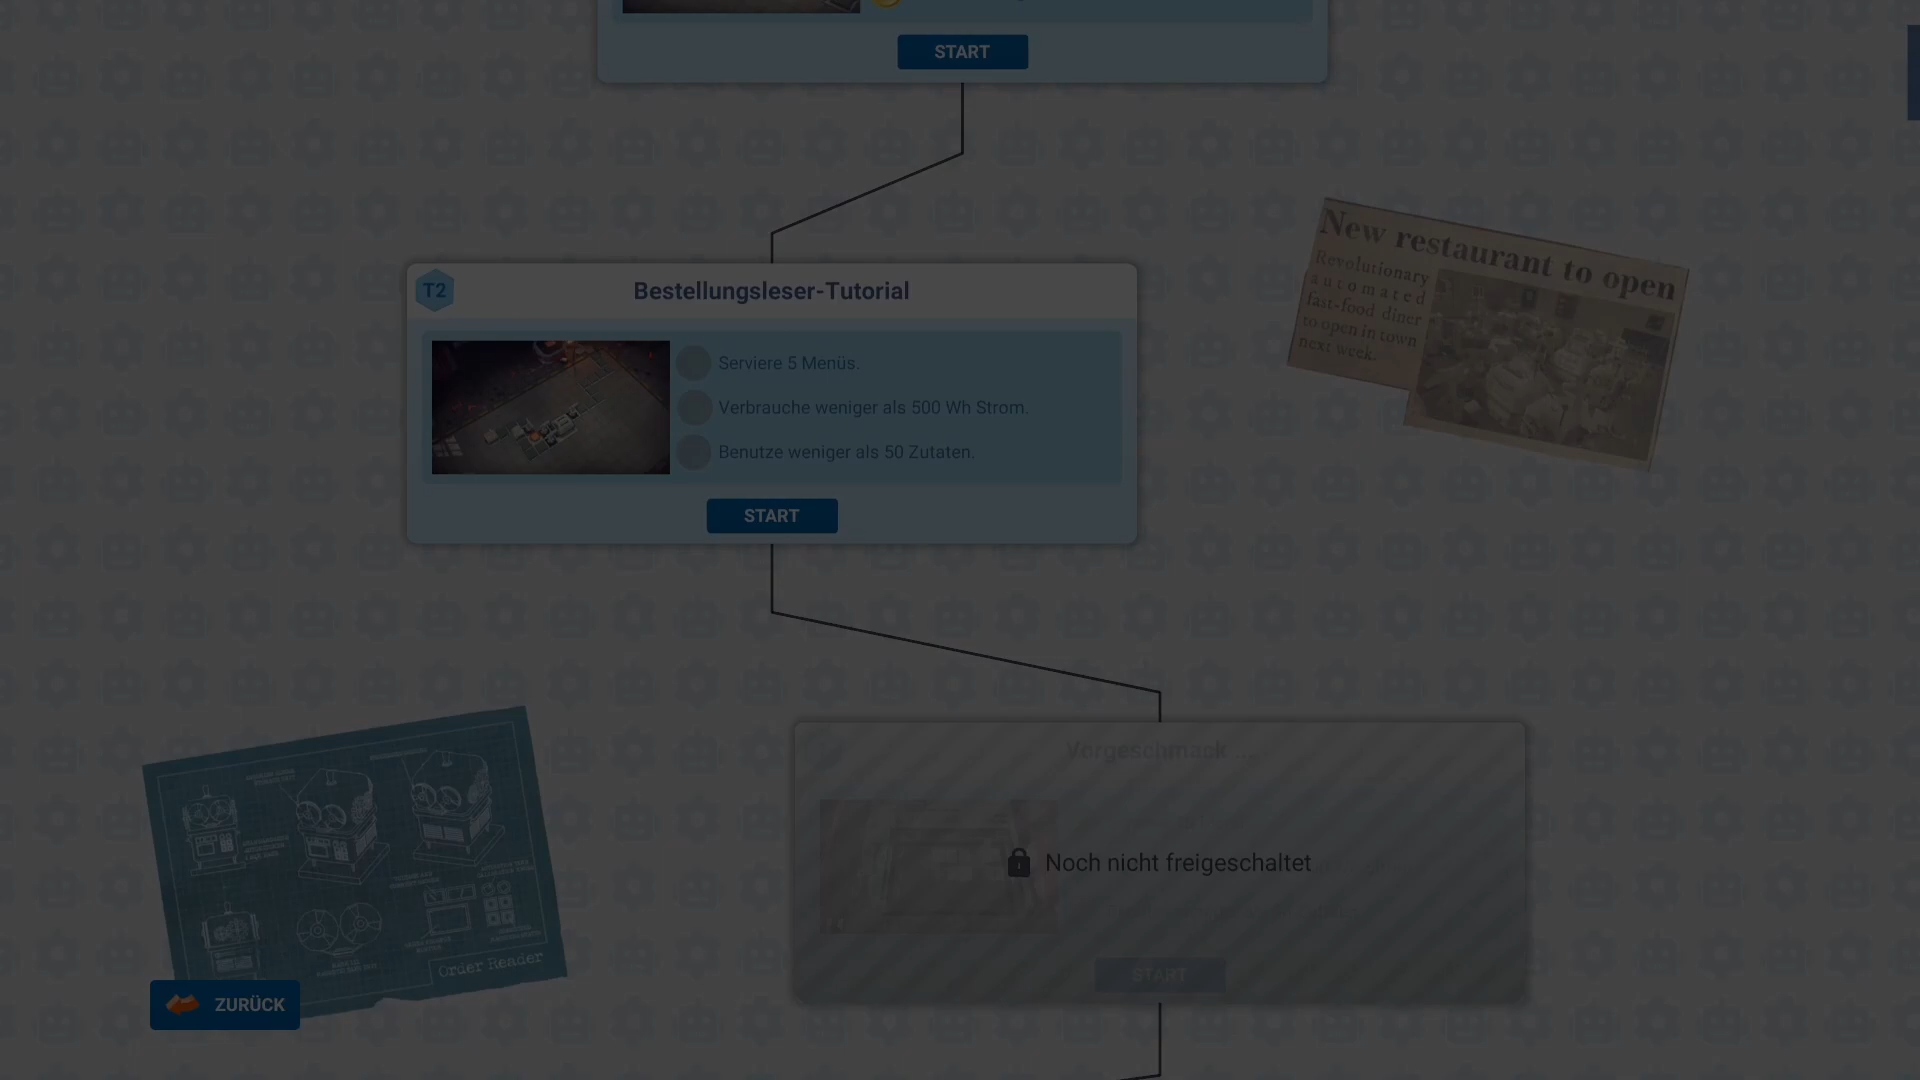 START
New restaurant to open
Revolutionary
automated
fast-food diner
to open in town
next week.
T2
Bestellungsleser-Tutorial
Serviere 5 Menüs.
Verbrauche weniger als 500 Wh Strom.
Benutze weniger als 50 Zutaten.
START
Vorgeschmack ...
Noch nicht freigeschaltet
START
Order Reader
ZURÜCK